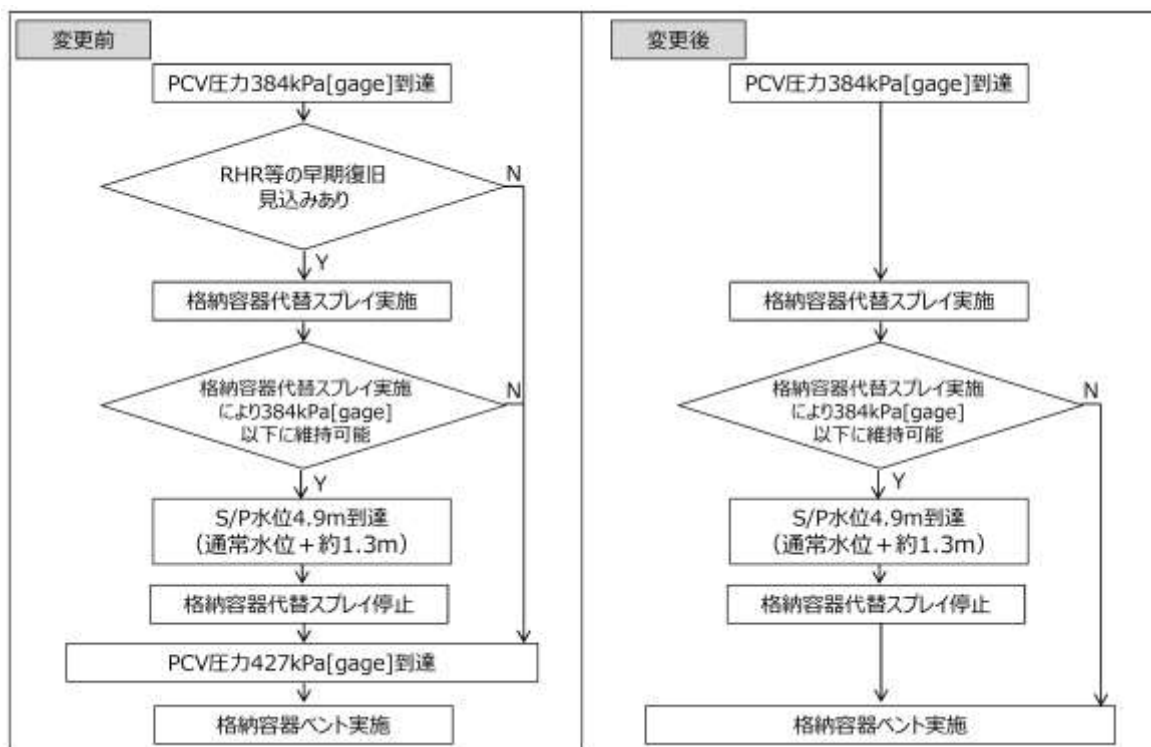 変更前
PCV圧力384kPa[gage]到達
RHR等の早期復旧
見込みあり
N
Y
格納容器代替スプレイ実施
格納容器代替スプレイ実施
により384kPa[gage]
以下に維持可能
N
Y
S/P水位4.9m到達
（通常水位＋約1.3m）
格納容器代替スプレイ停止
PCV圧力427kPa[gage]到達
格納容器ベント実施
変更後
PCV圧力384kPa[gage]到達
格納容器代替スプレイ実施
格納容器代替スプレイ実施
により384kPa[gage]
以下に維持可能
N
Y
S/P水位4.9m到達
（通常水位＋約1.3m）
格納容器代替スプレイ停止
格納容器ベント実施